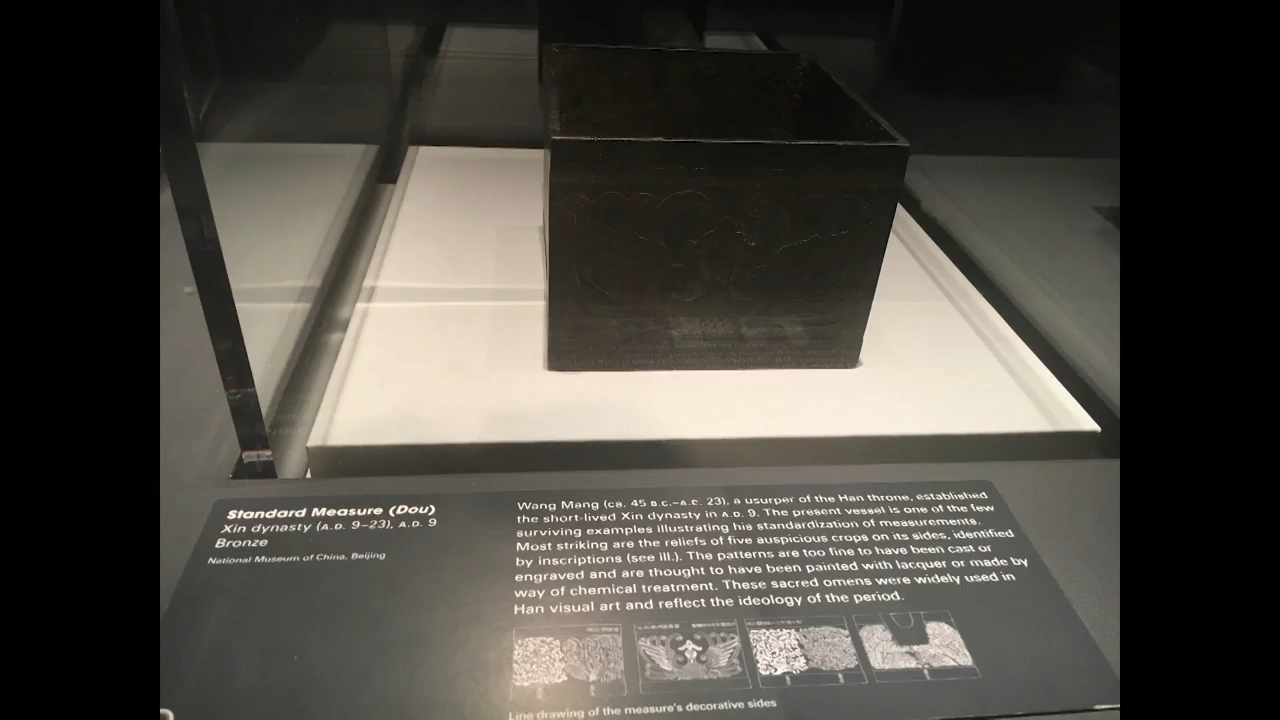 Standard Measure (Dou)
Xin dynasty (A.D. 9–23), A.D. 9
Bronze
National Museum of China, Beijing
Wang Mang (ca. 45 B.C.–A.C. 23), a usurper of the Han throne, established
the short-lived Xin dynasty in A.D. 9. The present vessel is one of the few
surviving examples illustrating his standardization of measurements.
Most striking are the reliefs of five auspicious crops on its sides, identified
by inscriptions (see ill.). The patterns are too fine to have been cast or
engraved and are thought to have been painted with lacquer or made by
way of chemical treatment. These sacred omens were widely used in
Han visual art and reflect the ideology of the period.
Line drawing of the measure's decorative sides